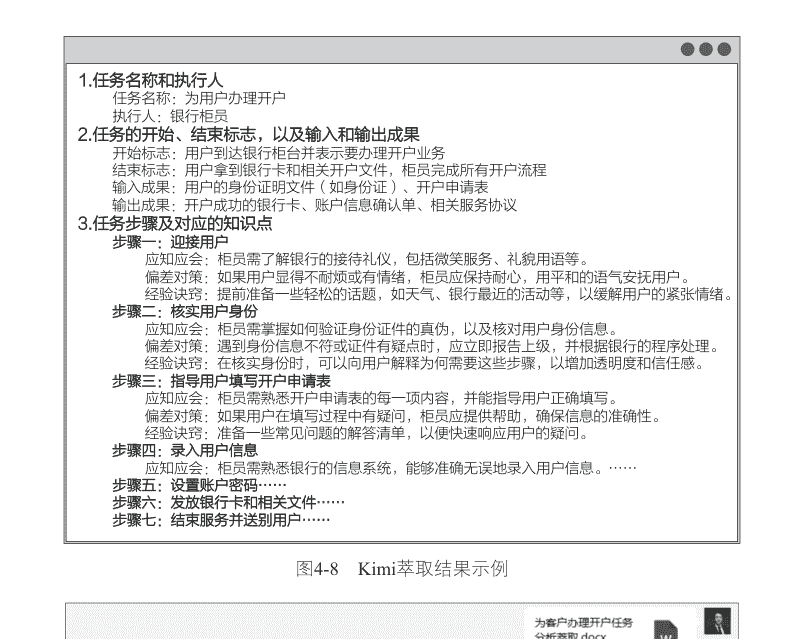 1.任务名称和执行人
任务名称：为用户办理开户
执行人：银行柜员
2.任务的开始、结束标志，以及输入和输出成果
开始标志：用户到达银行柜台并表示要办理开户业务
结束标志：用户拿到银行卡和相关开户文件，柜员完成所有开户流程
输入成果：用户的身份证明文件（如身份证）、开户申请表
输出成果：开户成功的银行卡、账户信息确认单、相关服务协议
3.任务步骤及对应的知识点
步骤一：迎接用户
应知应会：柜员需了解银行的接待礼仪，包括微笑服务、礼貌用语等。
偏差对策：如果用户显得不耐烦或有情绪，柜员应保持耐心，用平和的语气安抚用户。
经验诀窍：提前准备一些轻松的话题，如天气、银行最近的活动等，以缓解用户的紧张情绪。
步骤二：核实用户身份
应知应会：柜员需掌握如何验证身份证件的真伪，以及核对用户身份信息。
偏差对策：遇到身份信息不符或证件有疑点时，应立即报告上级，并根据银行的程序处理。
经验诀窍：在核实身份时，可以向用户解释为何需要这些步骤，以增加透明度和信任感。
步骤三：指导用户填写开户申请表
应知应会：柜员需熟悉开户申请表的每一项内容，并能指导用户正确填写。
偏差对策：如果用户在填写过程中有疑问，柜员应提供帮助，确保信息的准确性。
经验诀窍：准备一些常见问题的解答清单，以便快速响应用户的疑问。
步骤四：录入用户信息
应知应会：柜员需熟悉银行的信息系统，能够准确无误地录入用户信息。……
步骤五：设置账户密码……
步骤六：发放银行卡和相关文件……
步骤七：结束服务并送别用户……
图4-8 Kimi萃取结果示例
为客户办理开户任务
分析萃取.docx
W